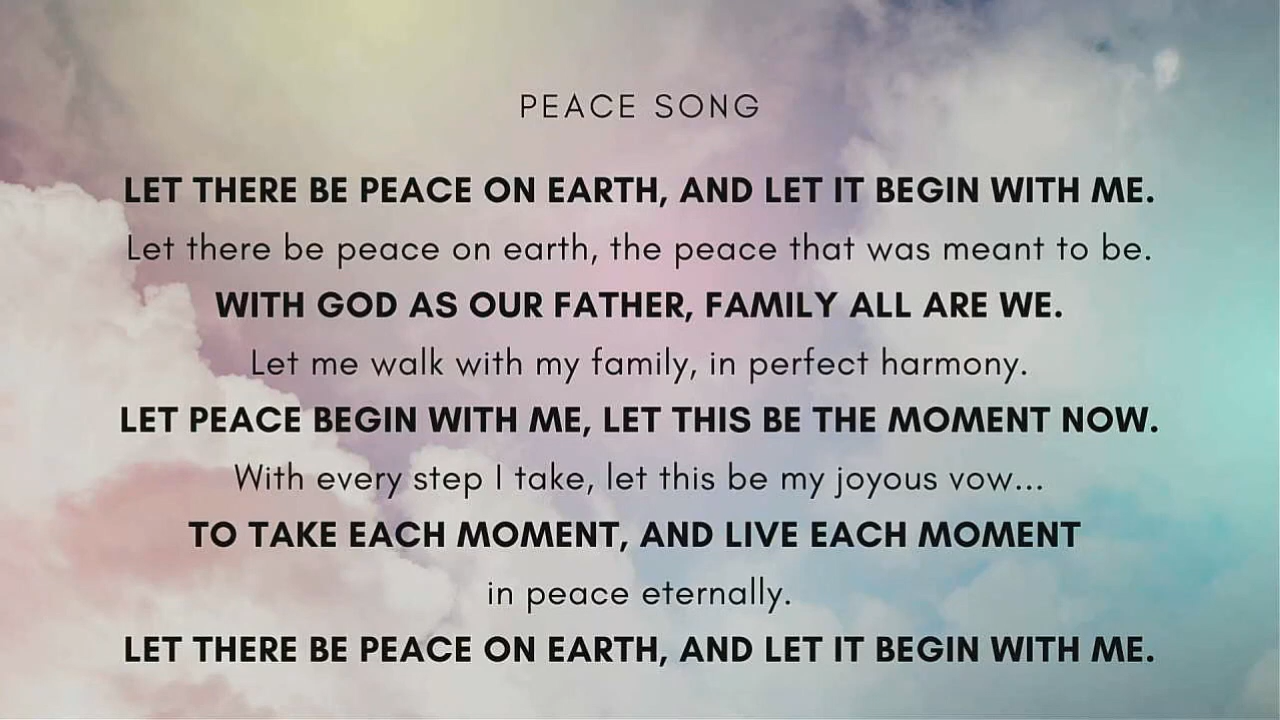 PEACE SONG
LET THERE BE PEACE ON EARTH, AND LET IT BEGIN WITH ME.
Let there be peace on earth, the peace that was meant to be.
WITH GOD AS OUR FATHER, FAMILY ALL ARE WE.
Let me walk with my family, in perfect harmony.
LET PEACE BEGIN WITH ME, LET THIS BE THE MOMENT NOW.
With every step I take, let this be my joyous vow...
TO TAKE EACH MOMENT, AND LIVE EACH MOMENT
in peace eternally.
LET THERE BE PEACE ON EARTH, AND LET IT BEGIN WITH ME.